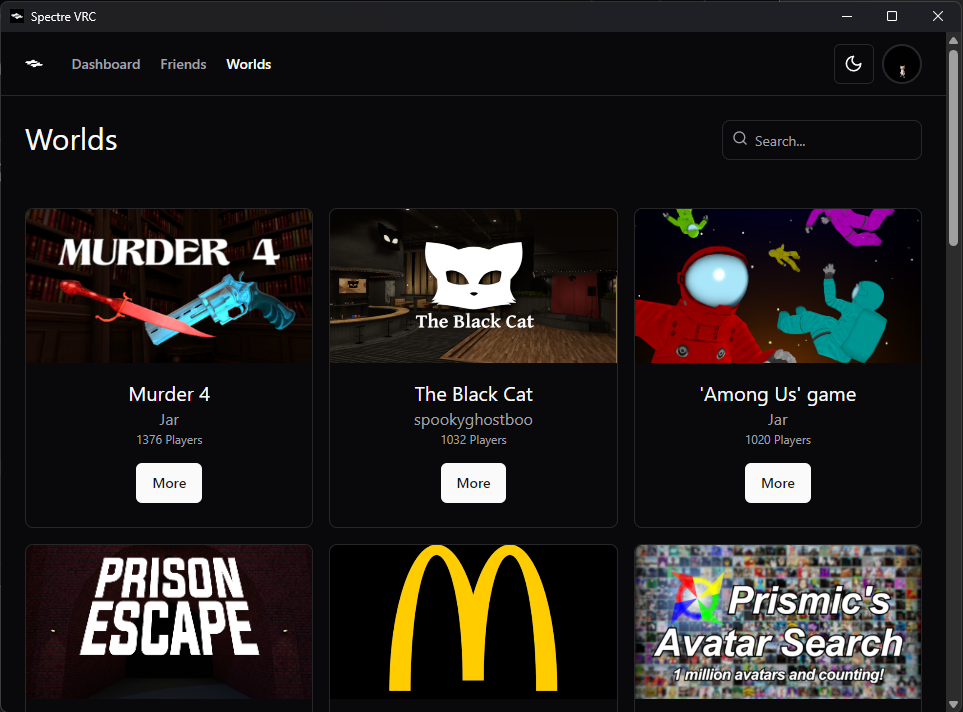 Spectre VRC
Dashboard Friends Worlds
Worlds
Search...
MURDER 4
The Black Cat
Murder 4
The Black Cat
'Among Us' game
Jar
spookyghostboo
Jar
1376 Players
1032 Players
1020 Players
More
More
More
PRISON
ESCAPE
Prismic's
Avatar Search
1 million avatars and counting!